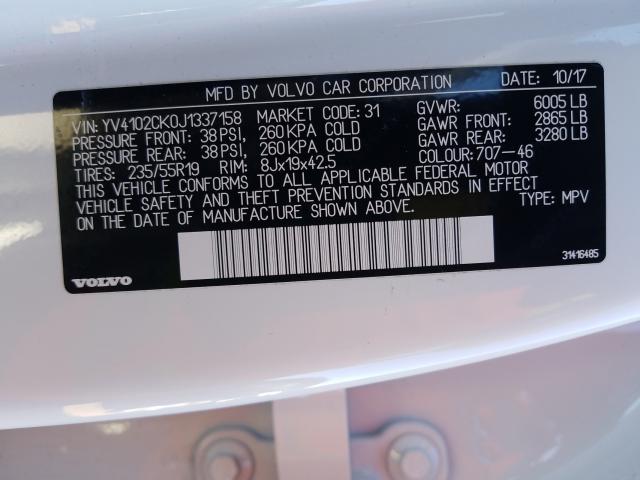 MFD BY VOLVO CAR CORPORATION DATE: 10/17
VIN: YV4102CK0J1337158 MARKET CODE: 31 GVWR: 6005 LB
PRESSURE FRONT: 38 PSI, 260 KPA COLD GAWR FRONT: 2865 LB
PRESSURE REAR: 38 PSI, 260 KPA COLD GAWR REAR: 3280 LB
TIRES: 235/55R19 RIM: 8Jx19x42.5 COLOUR: 707-46
THIS VEHICLE CONFORMS TO ALL APPLICABLE FEDERAL MOTOR
VEHICLE SAFETY AND THEFT PREVENTION STANDARDS IN EFFECT
ON THE DATE OF MANUFACTURE SHOWN ABOVE. TYPE: MPV
VOLVO 31416485